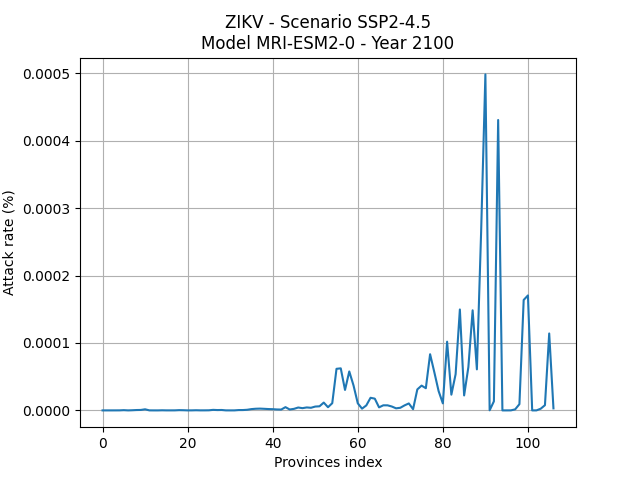 ZIKV - Scenario SSP2-4.5
Model MRI-ESM2-0 - Year 2100
0.0005
0.0004
0.0003
0.0002
0.0001
0.0000
Attack rate (%)
0 20 40 60 80 100
Provinces index